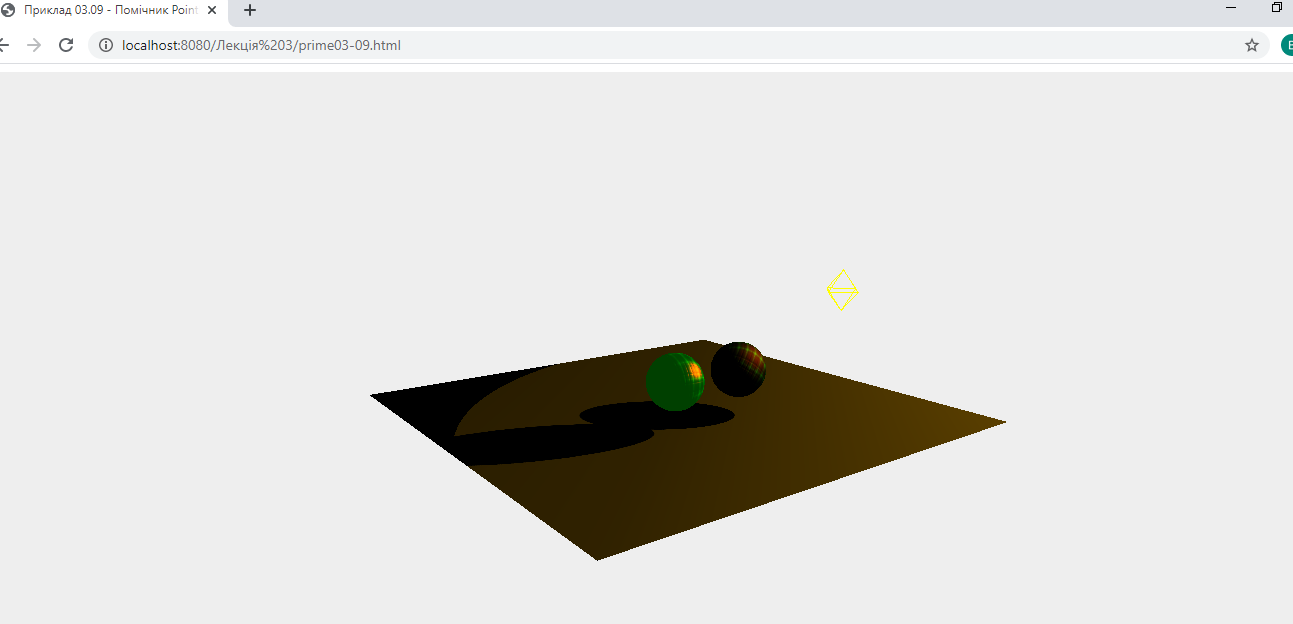 Приклад 03.09 - Помічник Point
localhost:8080/Лекція%203/prime03-09.html